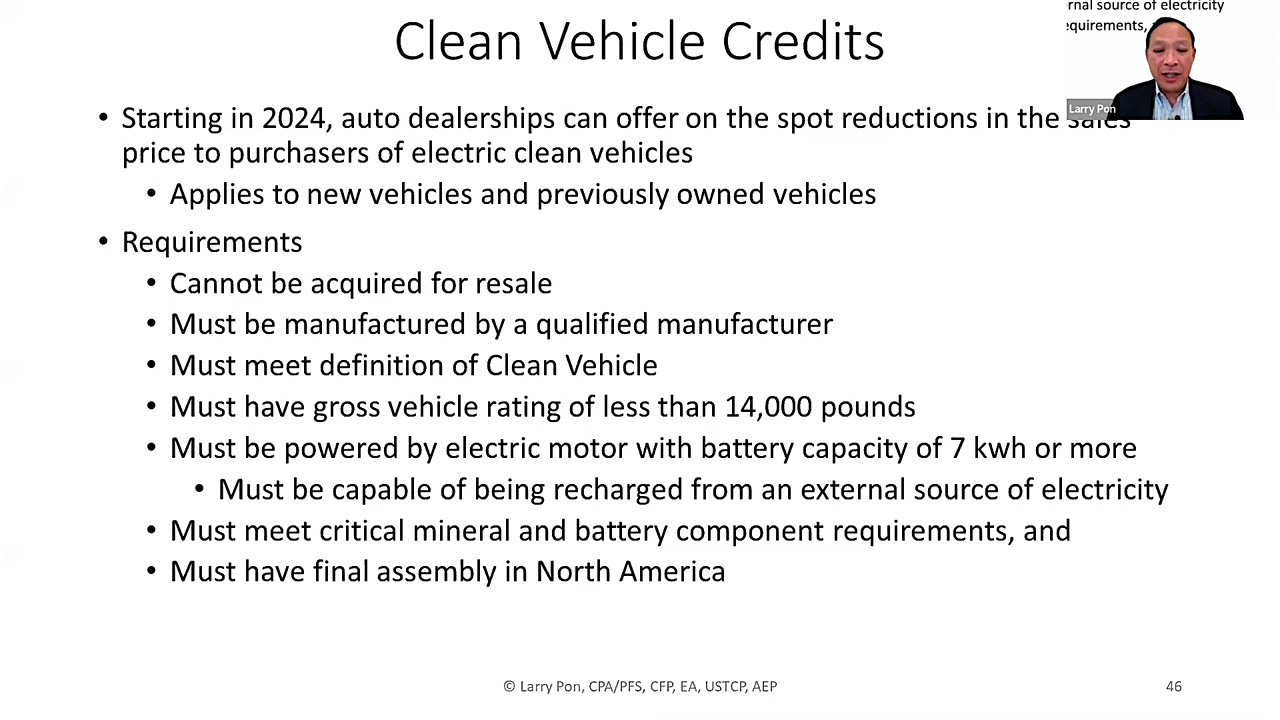 Clean Vehicle Credits
rnal source of electricity
equirements,
Larry Pon
• Starting in 2024, auto dealerships can offer on the spot reductions in the sales
price to purchasers of electric clean vehicles
• Applies to new vehicles and previously owned vehicles
• Requirements
• Cannot be acquired for resale
• Must be manufactured by a qualified manufacturer
• Must meet definition of Clean Vehicle
• Must have gross vehicle rating of less than 14,000 pounds
• Must be powered by electric motor with battery capacity of 7 kwh or more
• Must be capable of being recharged from an external source of electricity
• Must meet critical mineral and battery component requirements, and
• Must have final assembly in North America
© Larry Pon, CPA/PFS, CFP, EA, USTCP, AEP
46